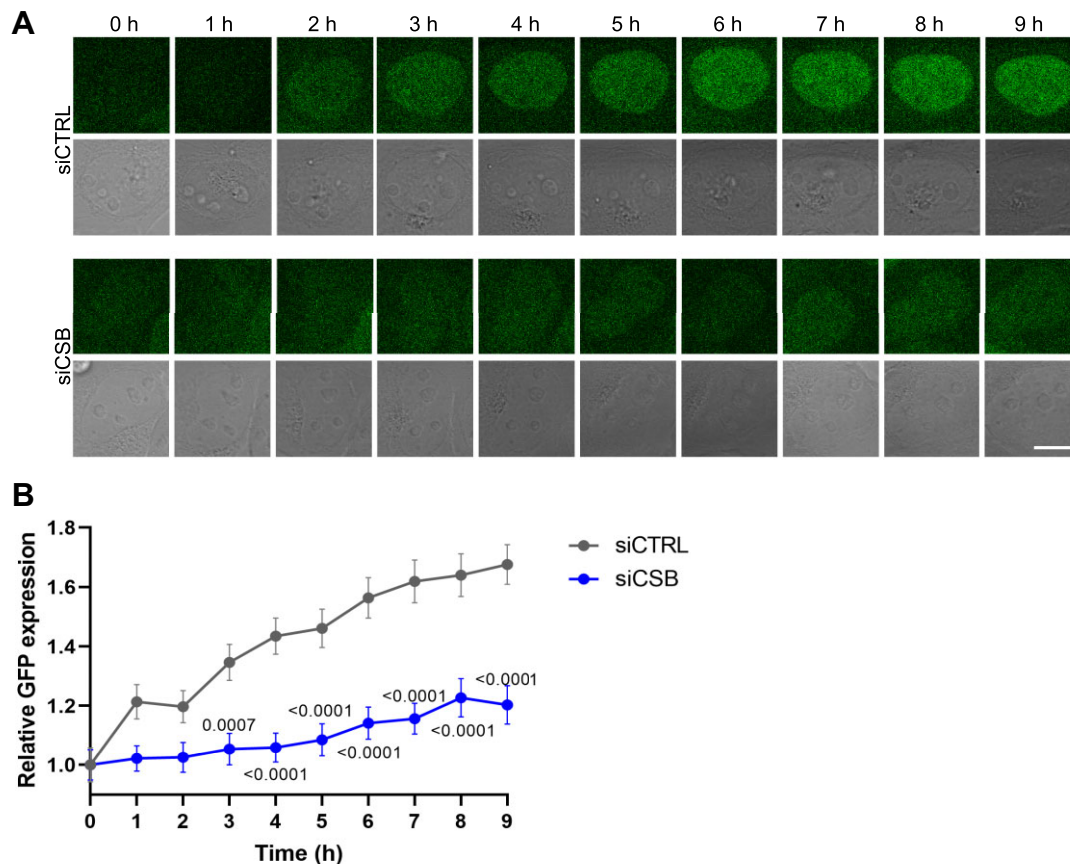 A
0 h 1 h 2 h 3 h 4 h 5 h 6 h 7 h 8 h 9 h
siCTRL
siCSB
B
Relative GFP expression
1.8
1.6
1.4
1.2
1.0
siCTRL
siCSB
0.0007
<0.0001
<0.0001
<0.0001
<0.0001
<0.0001
<0.0001
0 1 2 3 4 5 6 7 8 9
Time (h)